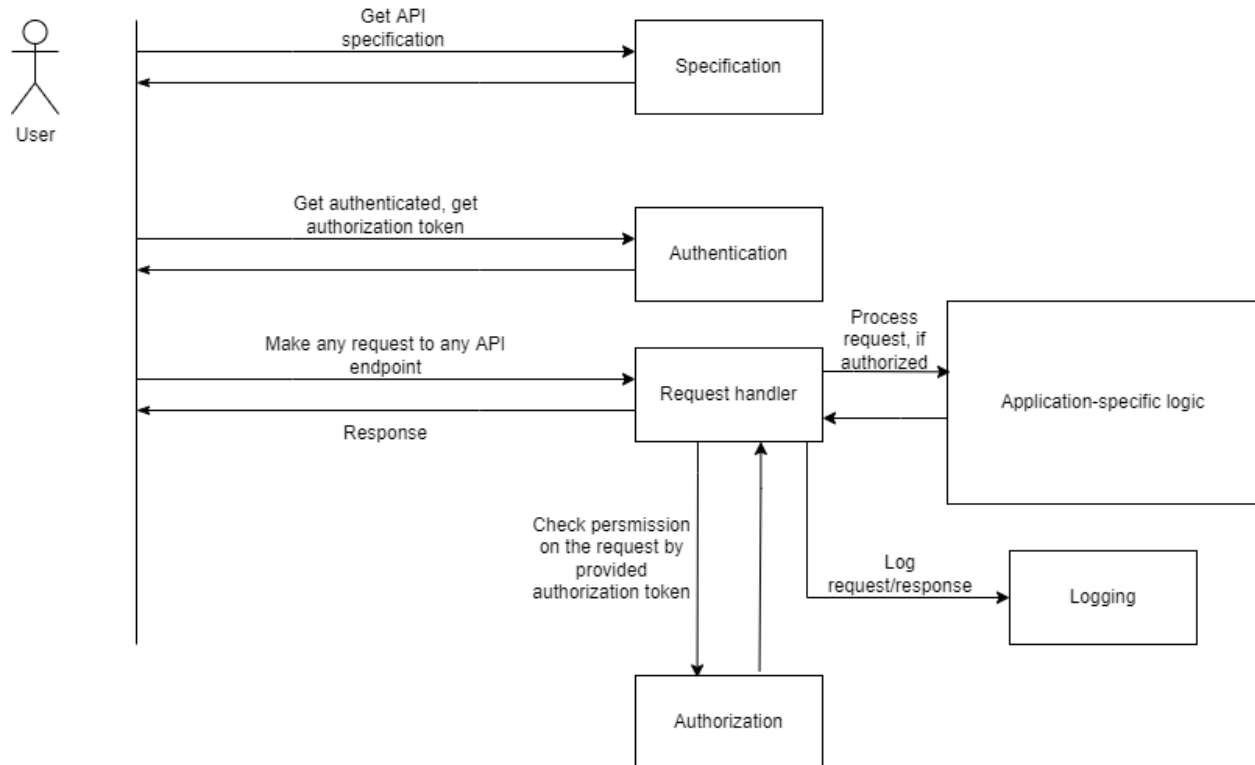 Get API
specification
Specification
User
Get authenticated, get
authorization token
Authentication
Make any request to any API
endpoint
Request handler
Process
request, if
authorized
Application-specific logic
Response
Check persmission
on the request by
provided
authorization token
Log
request/response
Logging
Authorization